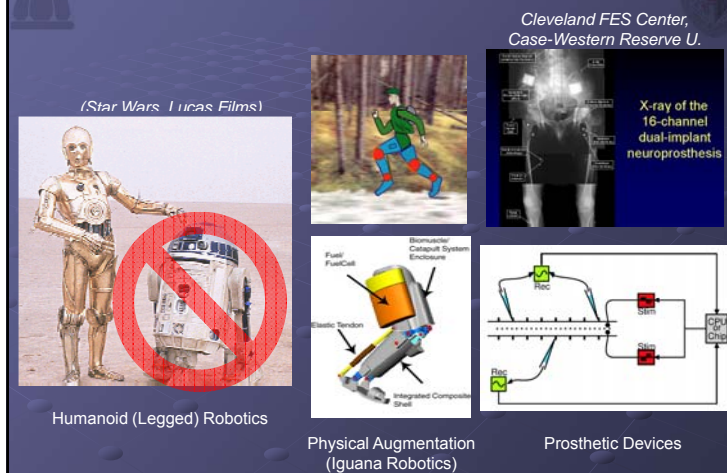 Cleveland FES Center,
Case-Western Reserve U.
(Star Wars, Lucas Films)
X-ray of the
16-channel
dual-implant
neuroprosthesis
Fuel/
FuelCell
Biomuscle/
Catapult System
Enclosure
Elastic Tendon
Integrated Composite
Shell
Rec
Stim
CPU
or
Chip
Stim
Rec
Humanoid (Legged) Robotics
Physical Augmentation
(Iguana Robotics)
Prosthetic Devices